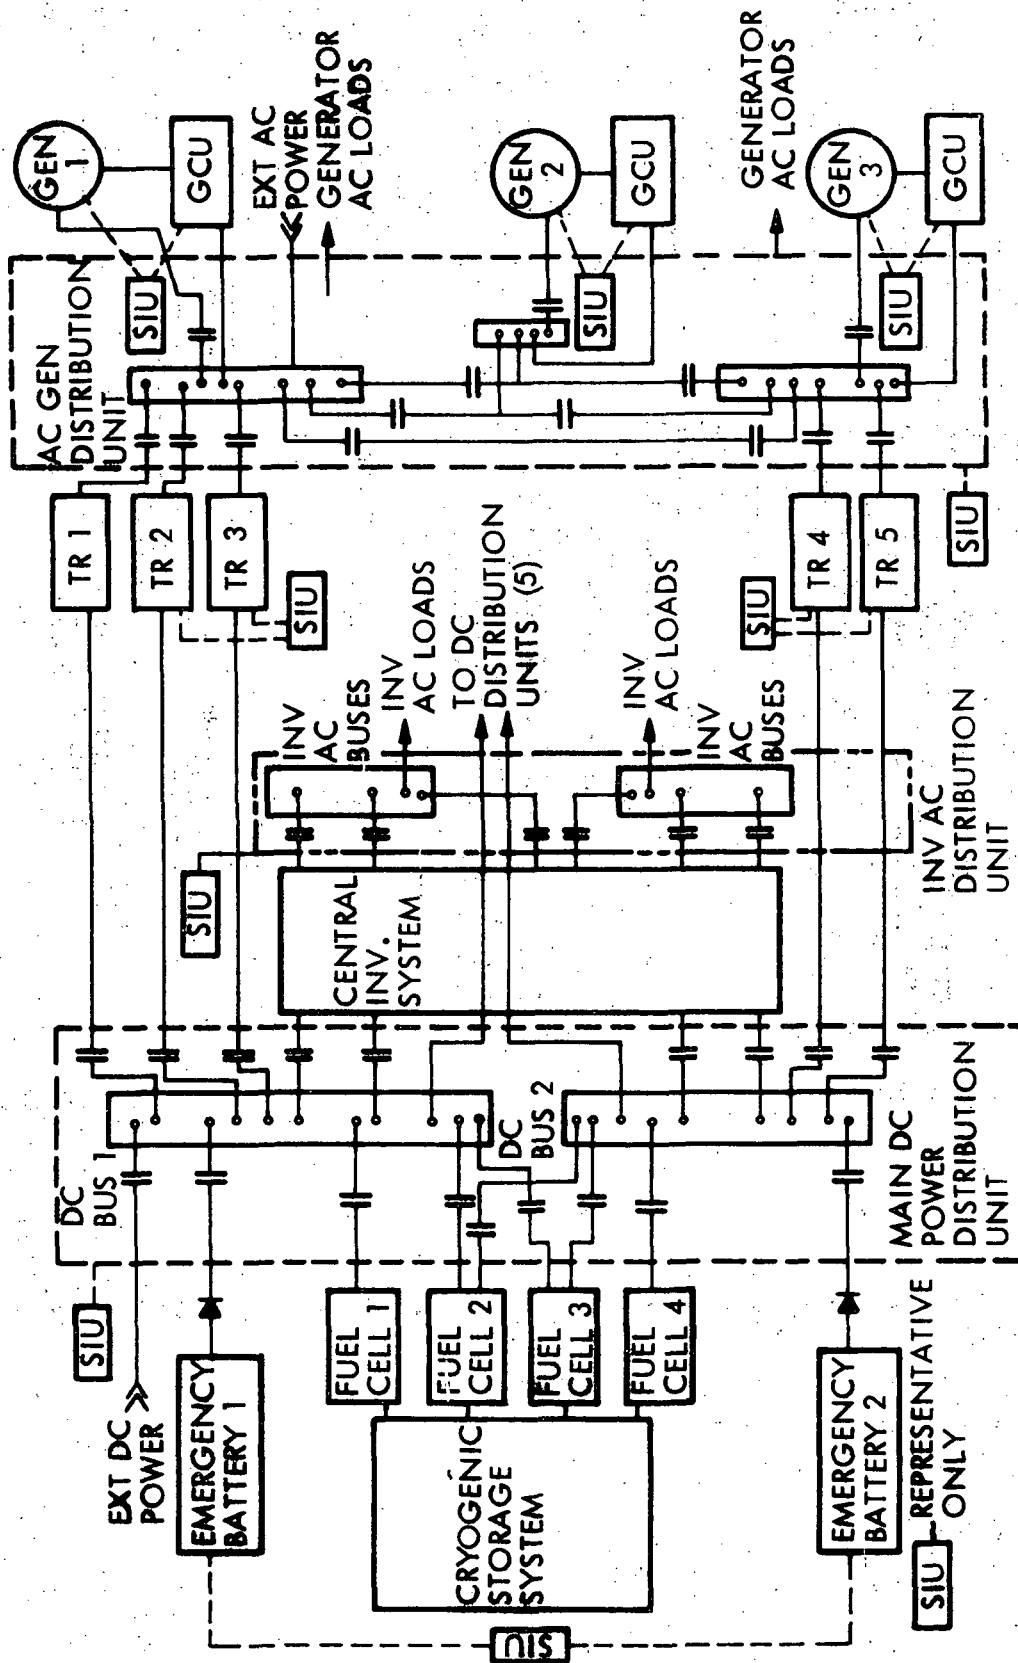 EXT DC
POWER
SIU
DC
BUS 1
EMERGENCY
BATTERY 1
FUEL
CELL 1
CRYOGENIC
STORAGE
SYSTEM
FUEL
CELL 2
FUEL
CELL 3
FUEL
CELL 4
SIU
EMERGENCY
BATTERY 2
SIU
REPRESENTATIVE
ONLY
DC
BUS 2
MAIN DC
POWER
DISTRIBUTION
UNIT
SIU
CENTRAL
INV.
SYSTEM
INV
AC
BUSES
INV
AC LOADS
TO DC
DISTRIBUTION
UNITS (5)
INV
AC LOADS
INV
AC
BUSES
INV AC
DISTRIBUTION
UNIT
TR 1
TR 2
TR 3
SIU
SIU
TR 4
TR 5
SIU
AC GEN
DISTRIBUTION
UNIT
SIU
GEN
1
GCU
EXT AC
POWER
GENERATOR
AC LOADS
SIU
GEN
2
GCU
GENERATOR
AC LOADS
SIU
GEN
3
GCU